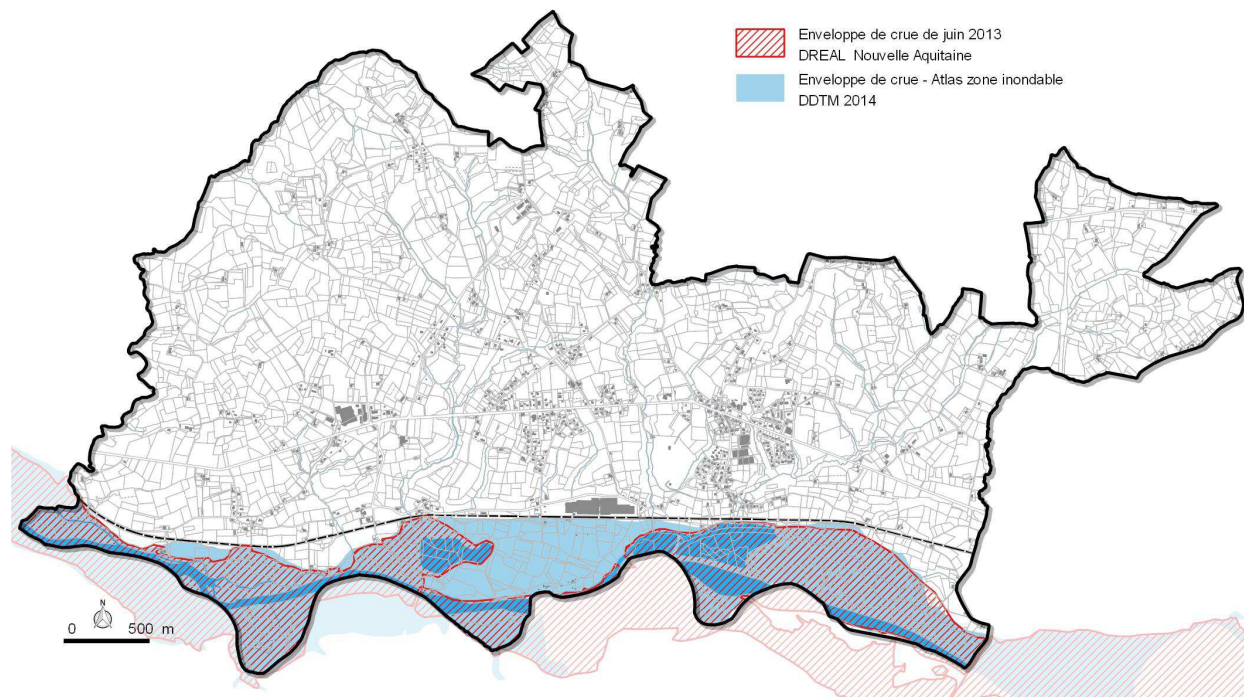 Enveloppe de crue de juin 2013
DREAL Nouvelle Aquitaine
Enveloppe de crue - Atlas zone inondable
DDTM 2014
N
0 500 m